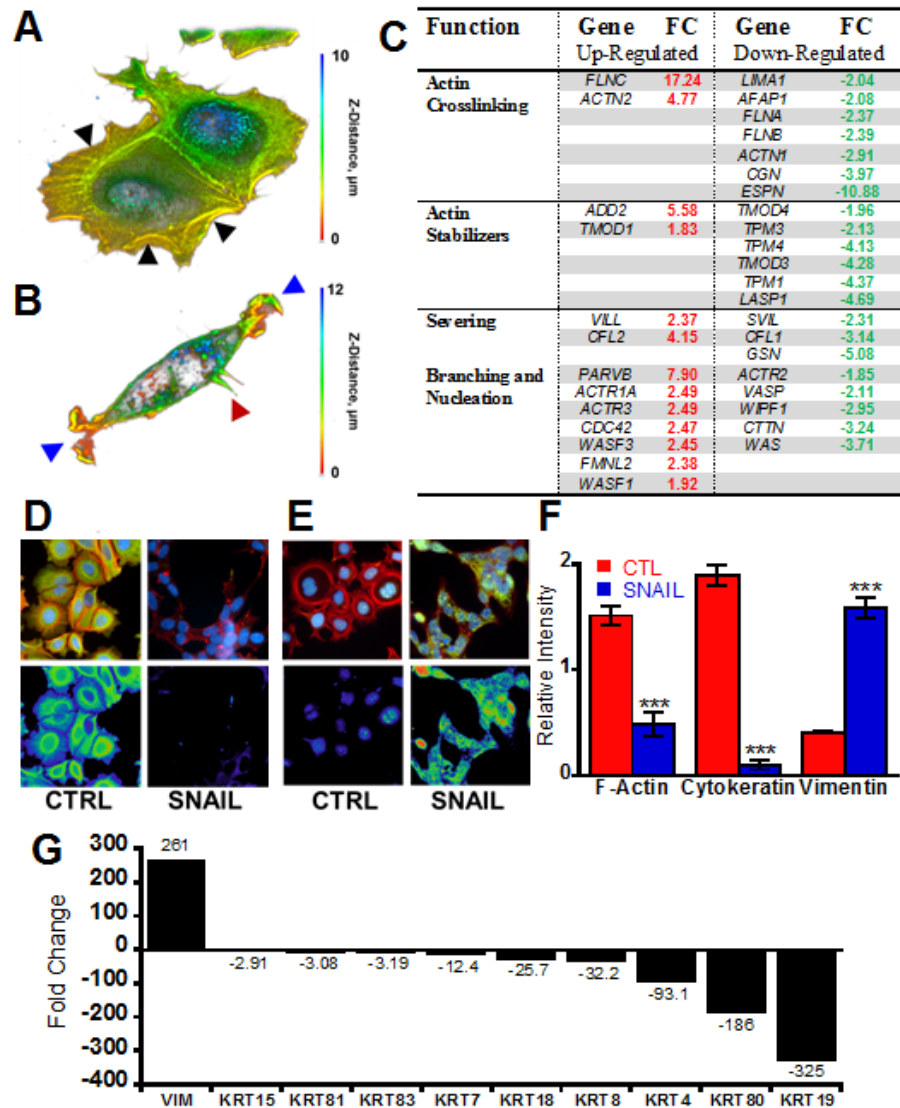 A
10
Z-Distance, µm
0
B
12
Z-Distance, µm
0
C
Function Gene FC Gene FC
Up-Regulated Down-Regulated
Actin FLNC 17.24 LIMA1 -2.04
Crosslinking ACTN2 4.77 AFAP1 -2.08
FLNA -2.37
FLNB -2.39
ACTN1 -2.91
CGN -3.97
ESPN -10.88
Actin ADD2 5.58 TMOD4 -1.96
Stabilizers TMOD1 1.83 TPM3 -2.13
TPM4 -4.13
TMOD3 -4.28
TPM1 -4.37
LASP1 -4.69
Severing VILL 2.37 SVIL -2.31
CFL2 4.15 CFL1 -3.14
GSN -5.08
Branching and PARVB 7.90 ACTR2 -1.85
Nucleation ACTR1A 2.49 VASP -2.11
ACTR3 2.49 WIPF1 -2.95
CDC42 2.47 CTTN -3.24
WASF3 2.45 WAS -3.71
FMNL2 2.38
WASF1 1.92
D
CTRL SNAIL
E
CTRL SNAIL
F
Relative Intensity
2
1
0
CTL
SNAIL
*** *** ***
F-Actin Cytokeratin Vimentin
G
Fold Change
300
200
100
0
-100
-200
-300
-400
261 -2.91 -3.08 -3.19 -12.4 -25.7 -32.2 -93.1 -186 -325
VIM KRT15 KRT81 KRT83 KRT7 KRT18 KRT8 KRT4 KRT80 KRT19